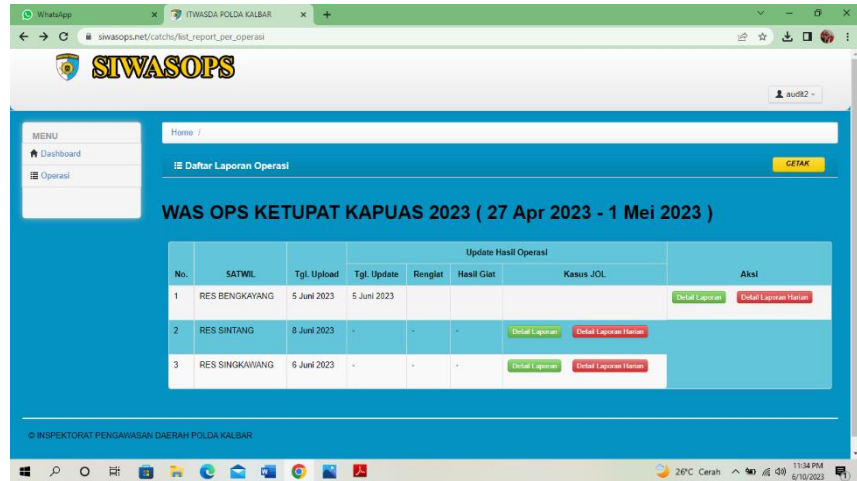 WhatsApp
ITWASDA POLDA KALBAR
siwasops.net/catchs/list_report_per_operasi
SIWASOPS
audit2
MENU
Dashboard
Operasi
Home /
Daftar Laporan Operasi
CETAK
WAS OPS KETUPAT KAPUAS 2023 ( 27 Apr 2023 - 1 Mei 2023 )
Update Hasil Operasi
No. SATWIL Tgl. Upload Tgl. Update Rengiat Hasil Giat Kasus JOL Aksi
1 RES BENGKAYANG 5 Juni 2023 5 Juni 2023 Detail Laporan Detail Laporan Harian
2 RES SINTANG 8 Juni 2023 - - - Detail Laporan Detail Laporan Harian
3 RES SINGKAWANG 6 Juni 2023 - - - Detail Laporan Detail Laporan Harian
© INSPEKTORAT PENGAWASAN DAERAH POLDA KALBAR
26°C Cerah
11:34 PM
6/10/2023